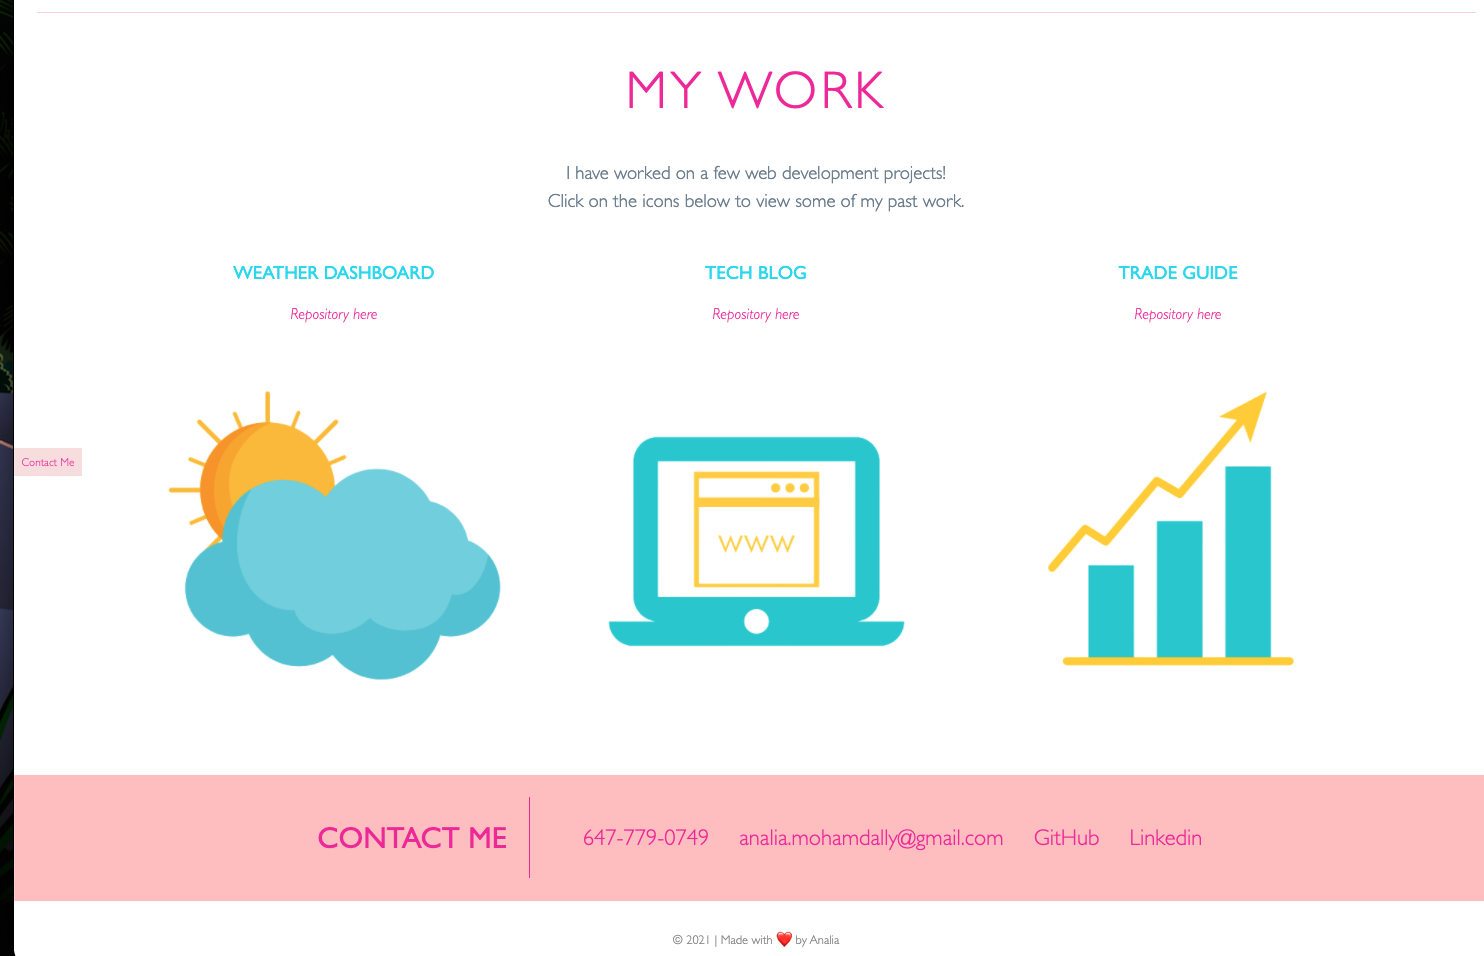 MY WORK
I have worked on a few web development projects!
Click on the icons below to view some of my past work.
WEATHER DASHBOARD
Repository here
TECH BLOG
Repository here
TRADE GUIDE
Repository here
Contact Me
WWW
CONTACT ME
647-779-0749 analia.mohamdally@gmail.com GitHub Linkedin
© 2021 | Made with ❤️ by Analia